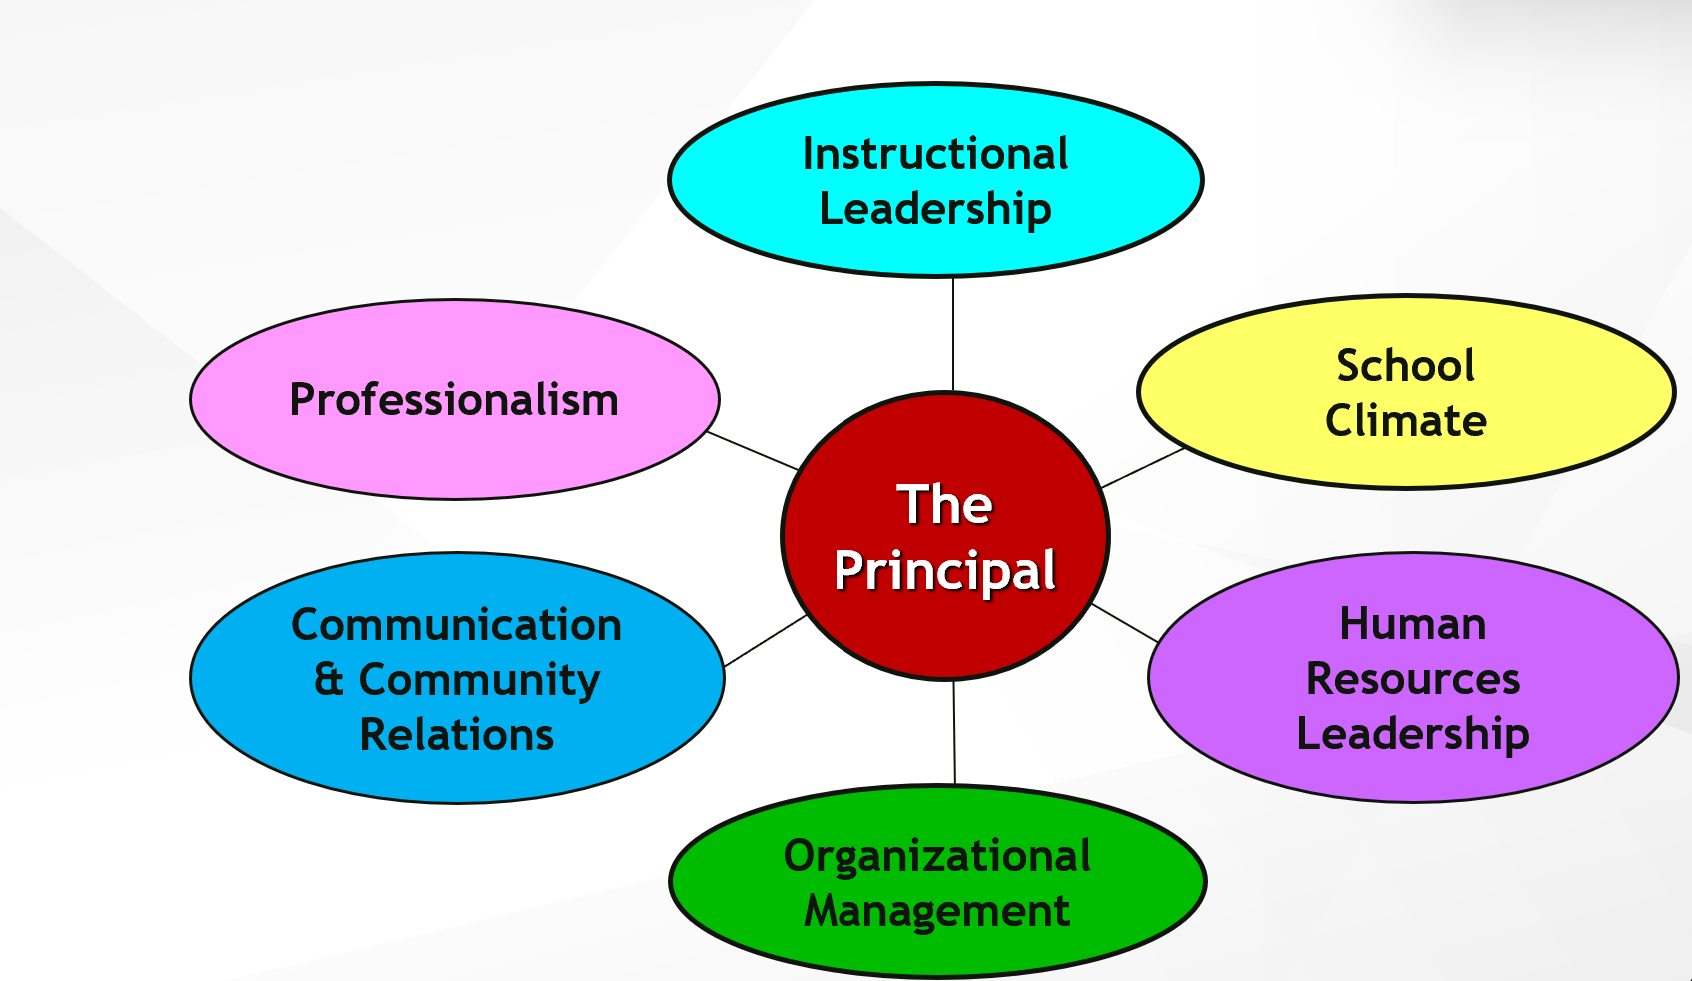 Instructional
Leadership
School
Climate
Professionalism
The
Principal
Human
Resources
Leadership
Communication
& Community
Relations
Organizational
Management